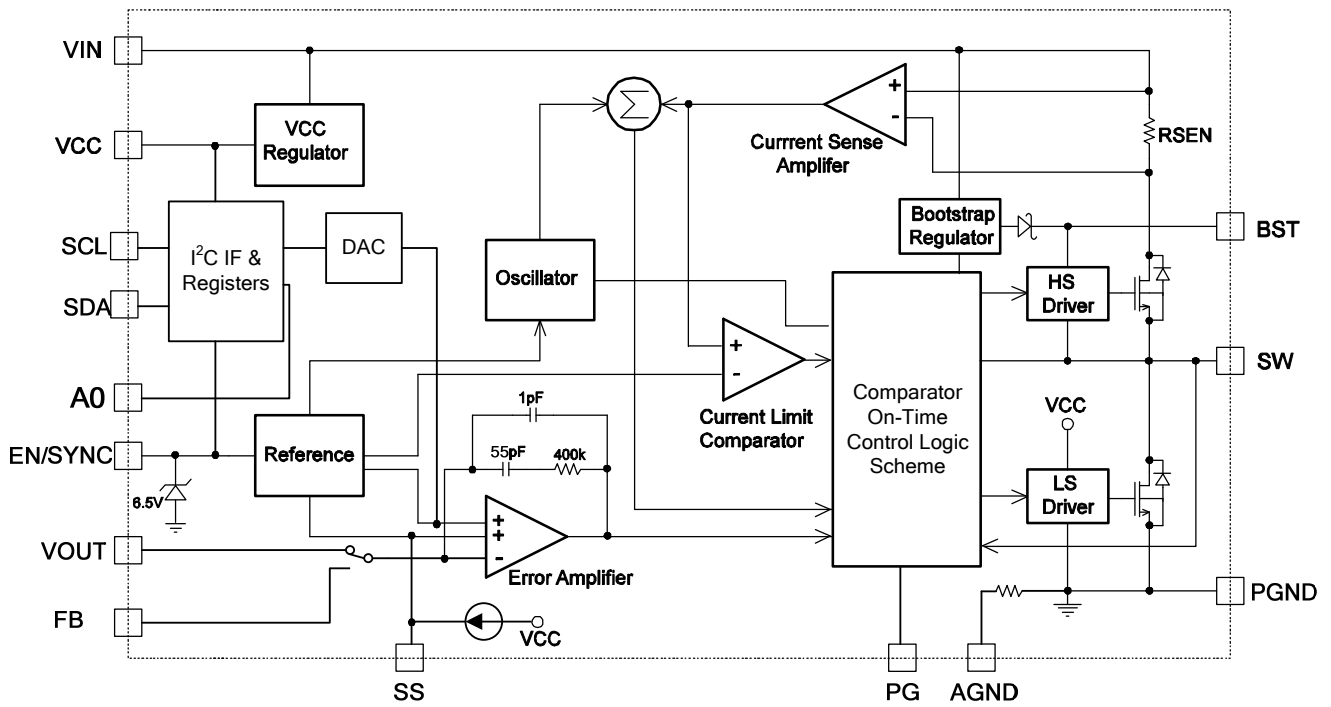 VIN
VCC
Regulator
VCC
SCL
I²C IF &
Registers
SDA
DAC
A0
EN/SYNC
6.5V
Reference
VOUT
FB
SS
VCC
Σ
+
-
Currrent Sense
Amplifer
RSEN
Bootstrap
Regulator
BST
Oscillator
HS
Driver
+
-
Current Limit
Comparator
SW
Comparator
On-Time
Control Logic
Scheme
1pF
55pF
400k
+
+
-
Error Amplifier
VCC
LS
Driver
PGND
PG
AGND